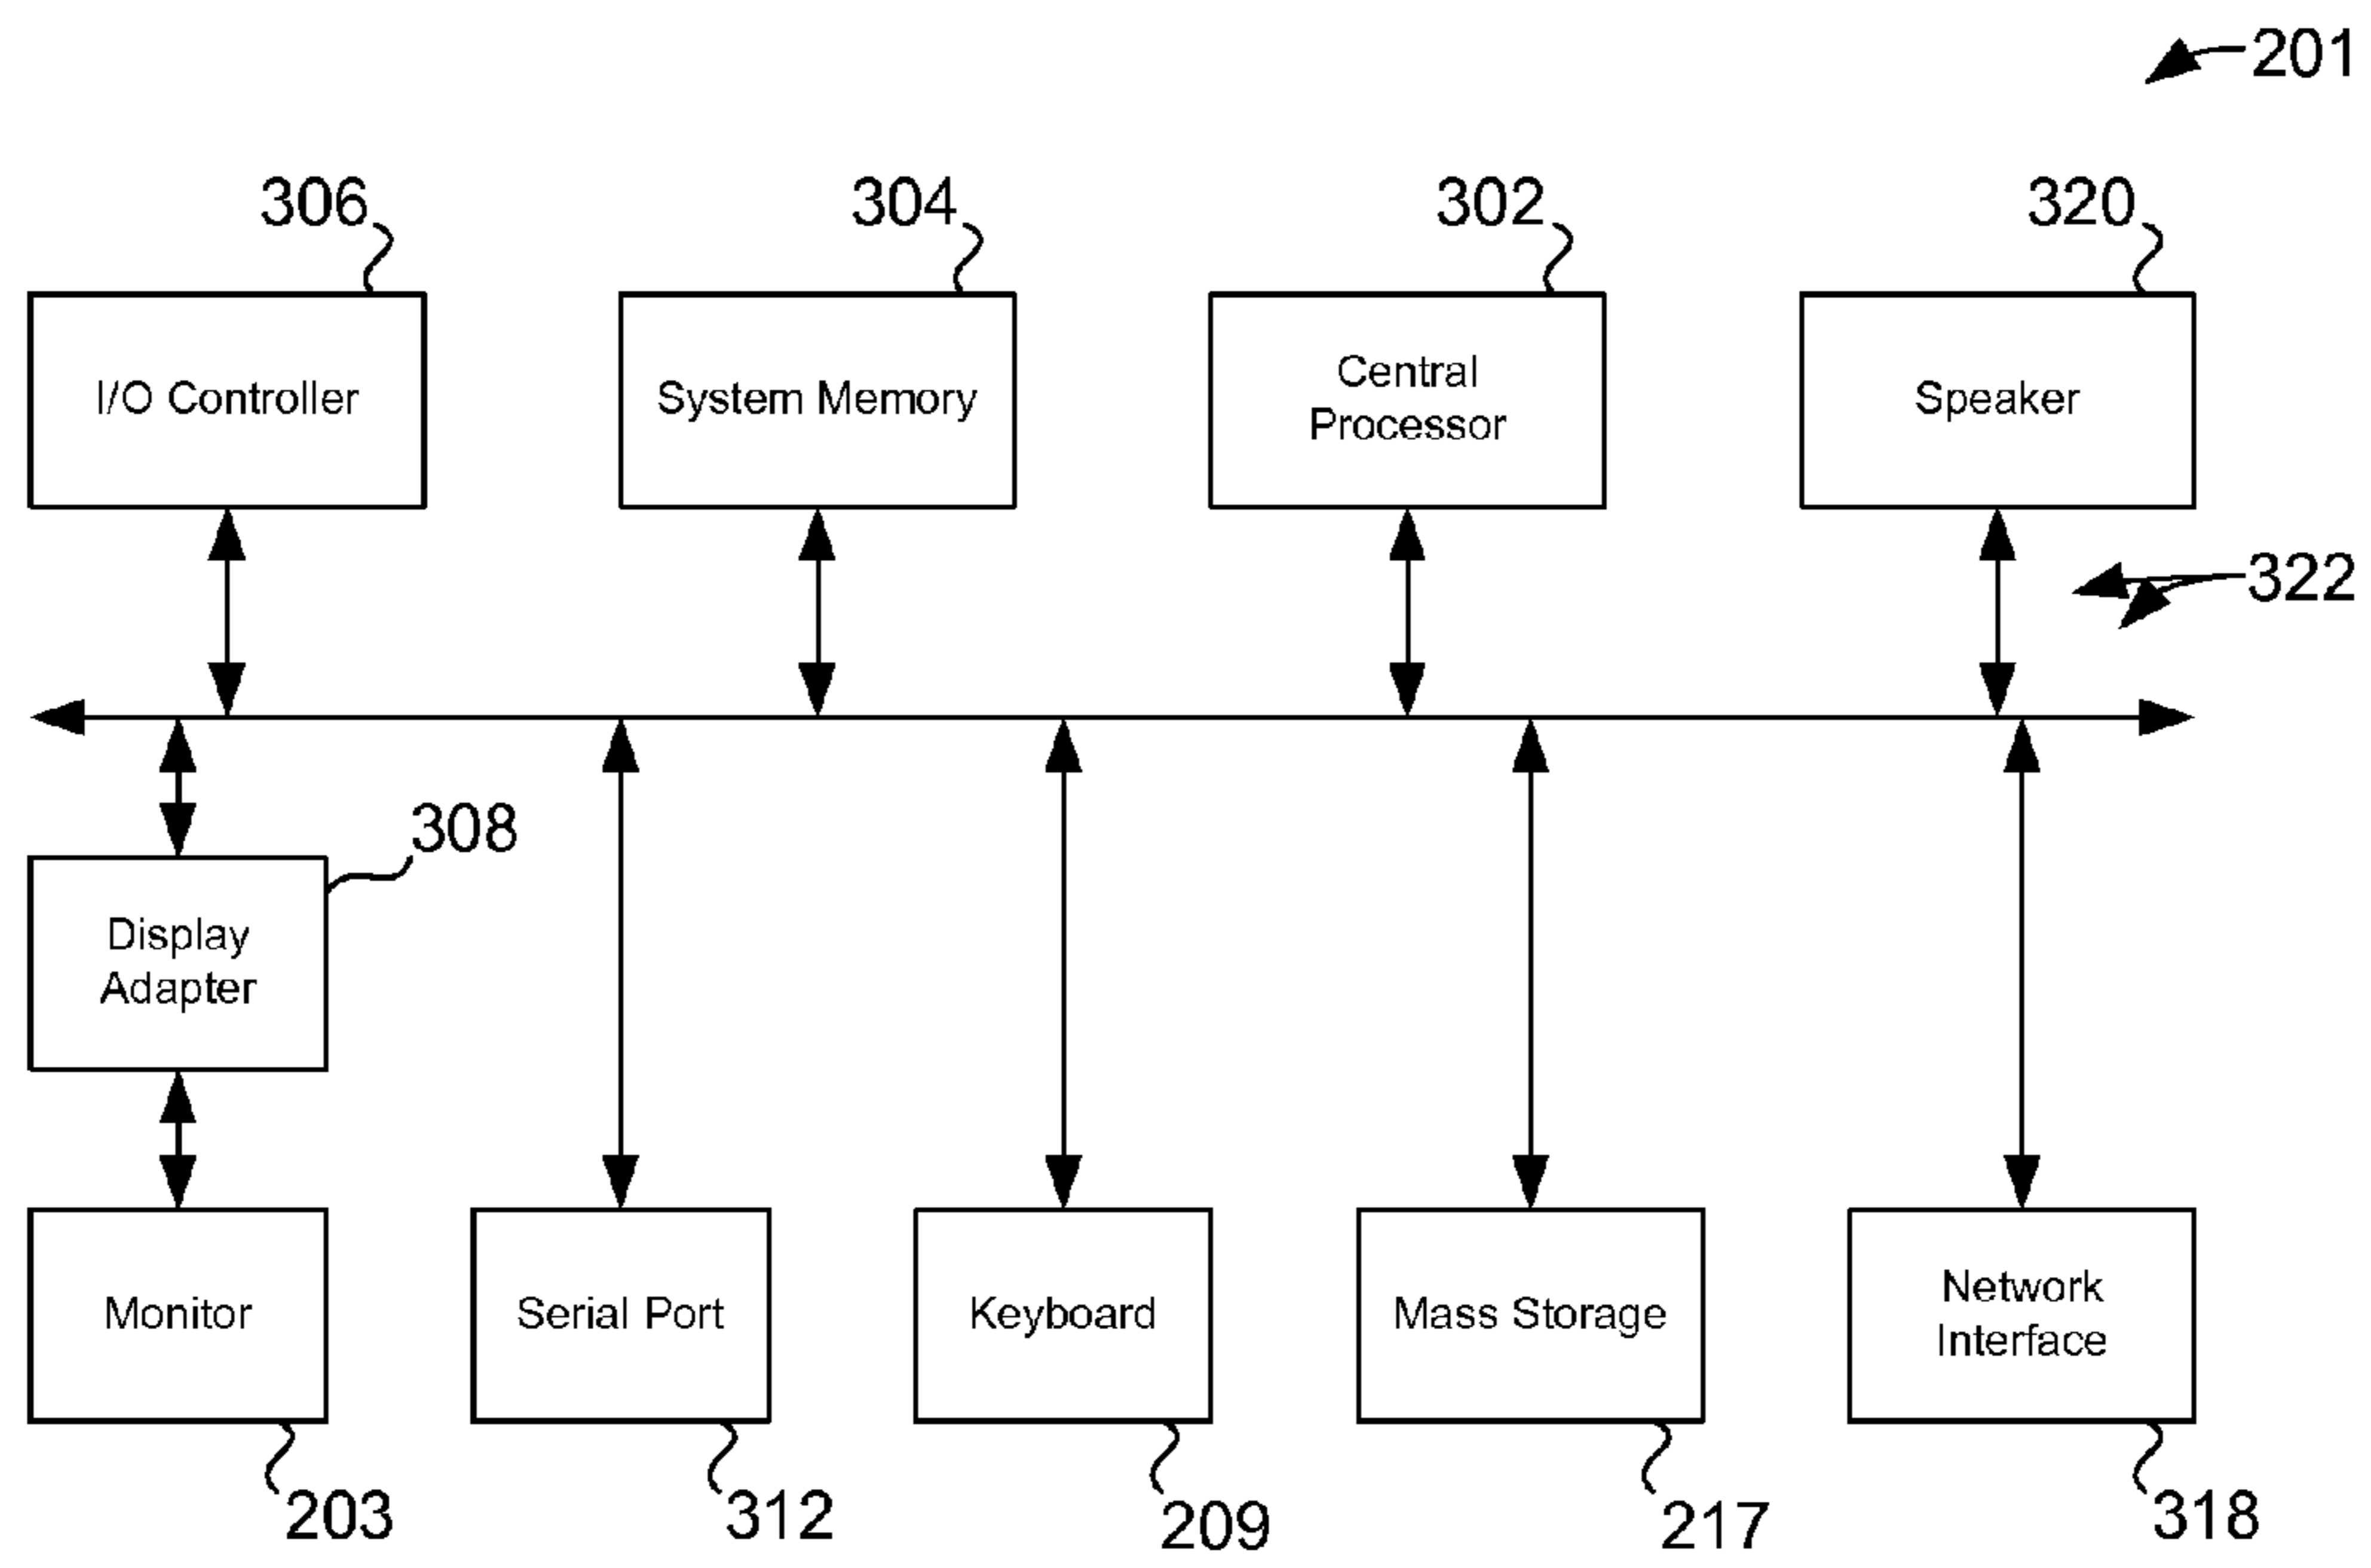 201
306
304
302
320
I/O Controller
System Memory
Central
Processor
Speaker
322
308
Display
Adapter
Monitor
Serial Port
Keyboard
Mass Storage
Network
Interface
203
312
209
217
318